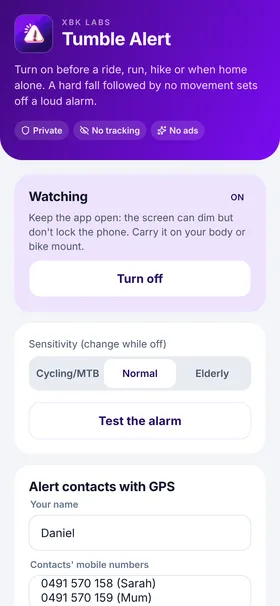 XBK LABS
Tumble Alert
Turn on before a ride, run, hike or when home
alone. A hard fall followed by no movement sets
off a loud alarm.
Private
No tracking
No ads
Watching
ON
Keep the app open: the screen can dim but
don't lock the phone. Carry it on your body or
bike mount.
Turn off
Sensitivity (change while off)
Cycling/MTB
Normal
Elderly
Test the alarm
Alert contacts with GPS
Your name
Daniel
Contacts' mobile numbers
0491 570 158 (Sarah)
0491 570 159 (Mum)